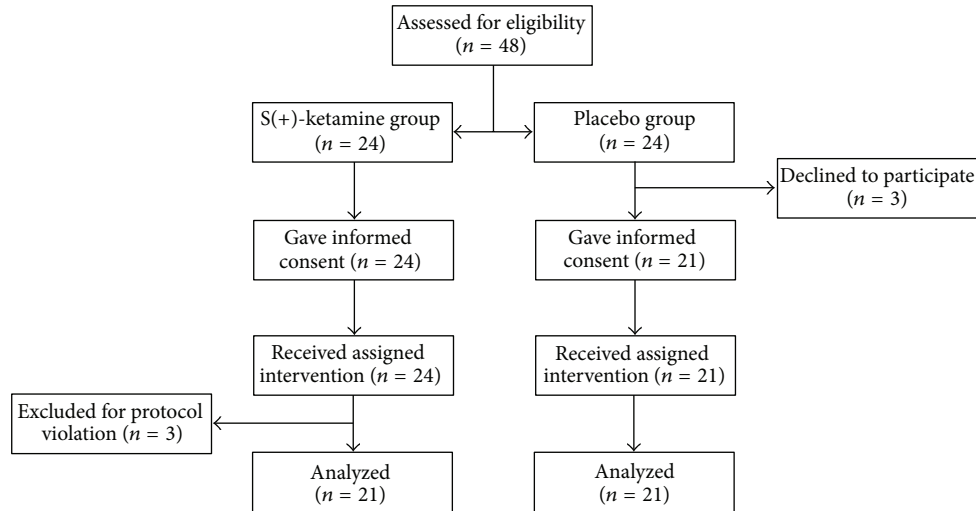 Assessed for eligibility
(n = 48)
S(+)-ketamine group
(n = 24)
Placebo group
(n = 24)
Declined to participate
(n = 3)
Gave informed
consent (n = 24)
Gave informed
consent (n = 21)
Received assigned
intervention (n = 24)
Received assigned
intervention (n = 21)
Excluded for protocol
violation (n = 3)
Analyzed
(n = 21)
Analyzed
(n = 21)